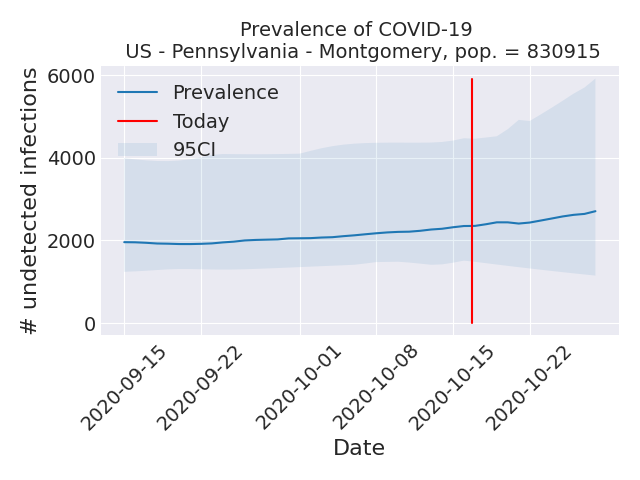 Prevalence of COVID-19
US - Pennsylvania - Montgomery, pop. = 830915
# undetected infections
6000
4000
2000
0
Prevalence
Today
95CI
2020-09-15
2020-09-22
2020-10-01
2020-10-08
2020-10-15
2020-10-22
Date